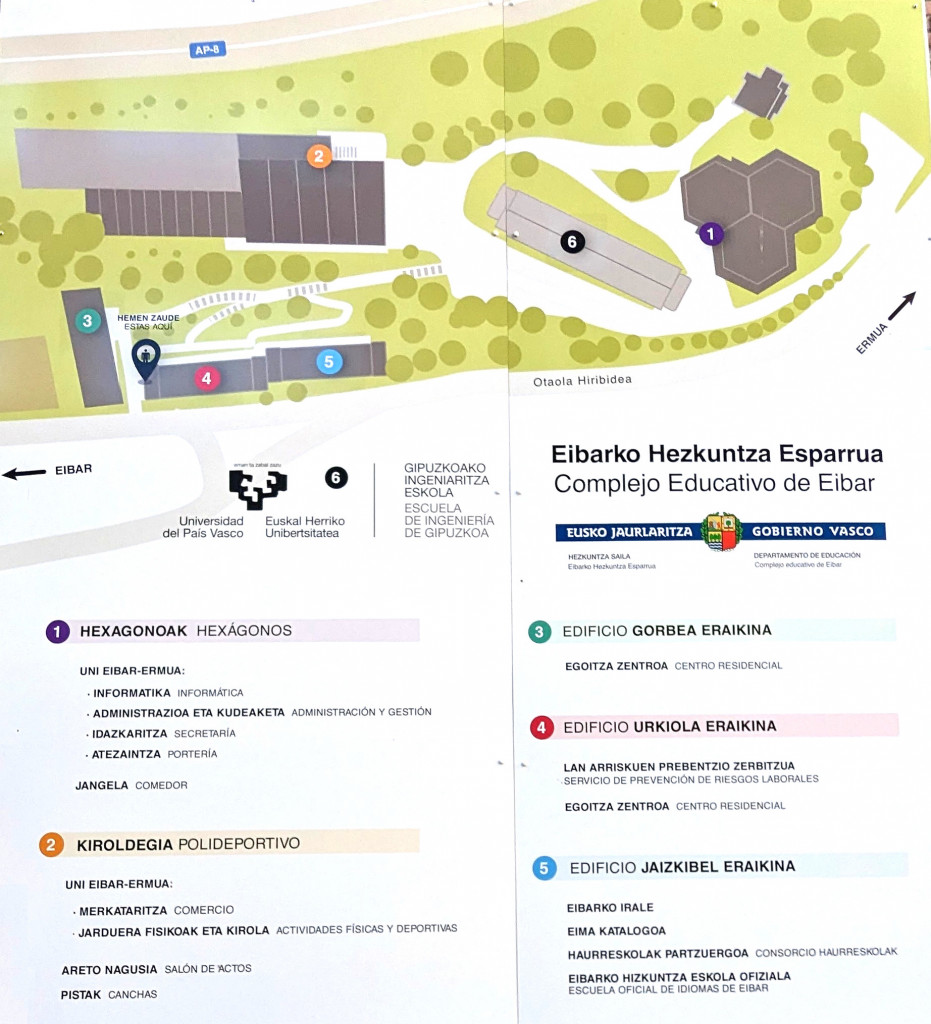 AP-8
2
6
1
3
HEMEN ZAUDE
ESTAS AQUÍ
4
5
ERMUA
Otaola Hiribidea
EIBAR
Universidad
del País Vasco
Euskal Herriko
Unibertsitatea
6
GIPUZKOAKO
INGENIARITZA
ESKOLA
ESCUELA
DE INGENIERÍA
DE GIPUZKOA
Eibarko Hezkuntza Esparrua
Complejo Educativo de Eibar
EUSKO JAURLARITZA
GOBIERNO VASCO
HEZKUNTZA SAILA
Eibarko Hezkuntza Esparrua
DEPARTAMENTO DE EDUCACIÓN
Complejo educativo de Eibar
1 HEXAGONOAK HEXÁGONOS
UNI EIBAR-ERMUA:
· INFORMATIKA INFORMÁTICA
· ADMINISTRAZIOA ETA KUDEAKETA ADMINISTRACIÓN Y GESTIÓN
· IDAZKARITZA SECRETARÍA
· ATEZAINTZA PORTERÍA
JANGELA COMEDOR
2 KIROLDEGIA POLIDEPORTIVO
UNI EIBAR-ERMUA:
· MERKATARITZA COMERCIO
· JARDUERA FISIKOAK ETA KIROLA ACTIVIDADES FÍSICAS Y DEPORTIVAS
ARETO NAGUSIA SALÓN DE ACTOS
PISTAK CANCHAS
3 EDIFICIO GORBEA ERAIKINA
EGOITZA ZENTROA CENTRO RESIDENCIAL
4 EDIFICIO URKIOLA ERAIKINA
LAN ARRISKUEN PREBENTZIO ZERBITZUA
SERVICIO DE PREVENCIÓN DE RIESGOS LABORALES
EGOITZA ZENTROA CENTRO RESIDENCIAL
5 EDIFICIO JAIZKIBEL ERAIKINA
EIBARKO IRALE
EIMA KATALOGOA
HAURRESKOLAK PARTZUERGOA CONSORCIO HAURRESKOLAK
EIBARKO HIZKUNTZA ESKOLA OFIZIALA
ESCUELA OFICIAL DE IDIOMAS DE EIBAR